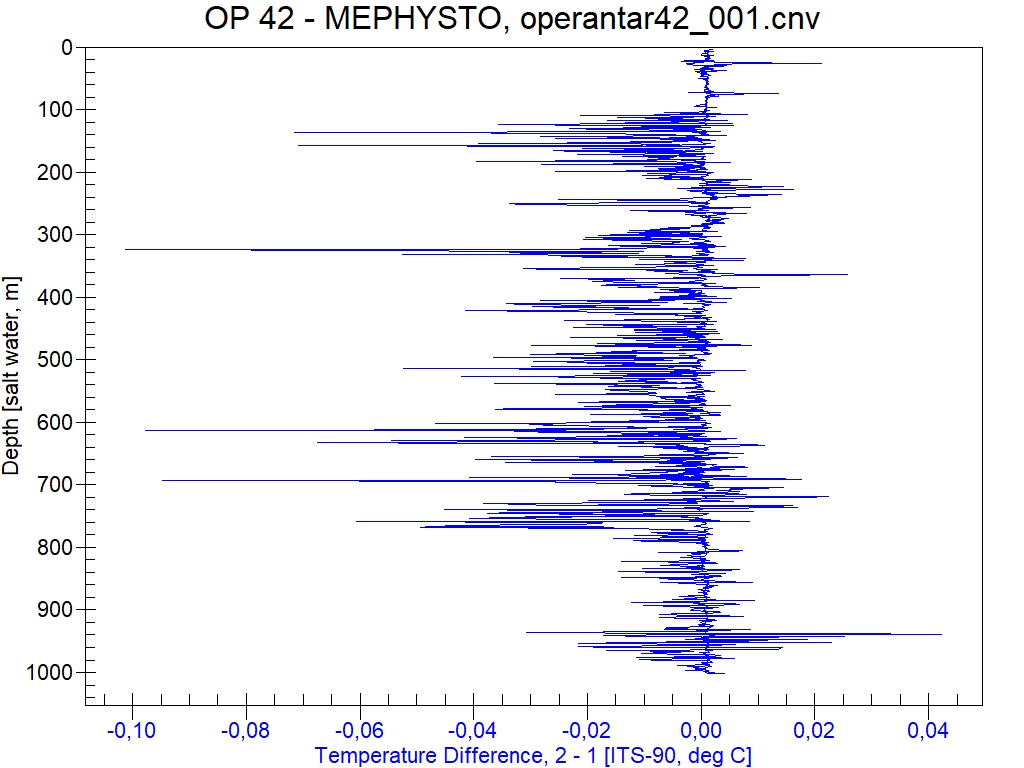 OP 42 - MEPHYSTO, operantar42_001.cnv
0
100
200
300
400
500
600
700
800
900
1000
Depth [salt water, m]
-0,10 -0,08 -0,06 -0,04 -0,02 0,00 0,02 0,04
Temperature Difference, 2 - 1 [ITS-90, deg C]